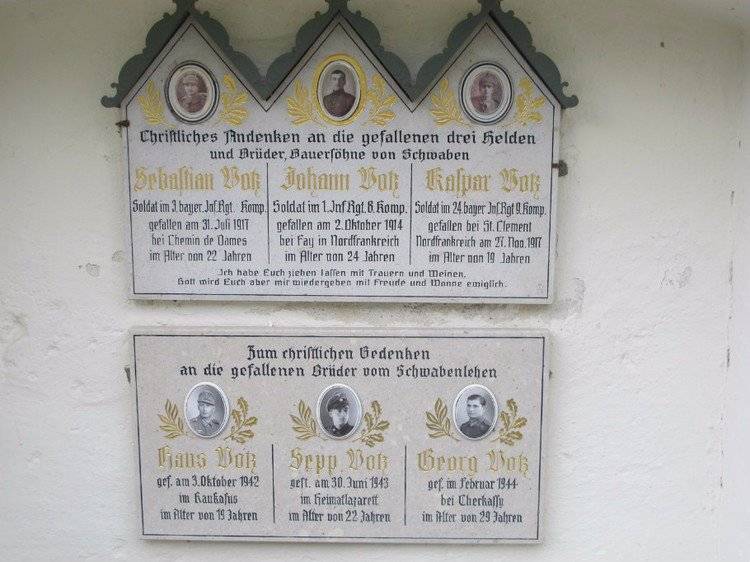 Christliches Andenken an die gefallenen drei Helden
und Brüder, Bauersöhne von Schwaben
Sebastian Votz
Soldat im 3. bayer. Inf. Rgt. Komp.
gefallen am 31. Juli 1917
bei Chemin de Dames
im Alter von 22 Jahren
Johann Votz
Soldat im 1. Inf. Rgt. 8. Komp.
gefallen am 2. Oktober 1914
bei Fay in Nordfrankreich
im Alter von 24 Jahren
Kaspar Votz
Soldat im 24. bayer. Inf. Rgt. 9. Komp.
gefallen bei St. Clement
Nordfrankreich am 27. Nov. 1917
im Alter von 19 Jahren
Ich habe Euch ziehen lassen mit Trauern und Weinen,
Gott wird Euch aber mir wiedergeben mit Freude und Wonne ewiglich.
Zum christlichen Gedenken
an die gefallenen Brüder vom Schwabenlehen
Hans Votz
gef. am 3. Oktober 1942
im Kaukasus
im Alter von 19 Jahren
Sepp Votz
gest. am 30. Juni 1943
im Heimatlazarett
im Alter von 22 Jahren
Georg Votz
gef. im Februar 1944
bei Cherkassy
im Alter von 29 Jahren